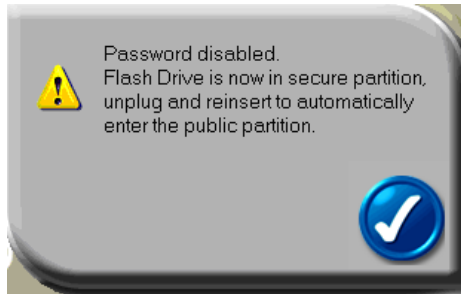 Password disabled.
Flash Drive is now in secure partition,
unplug and reinsert to automatically
enter the public partition.